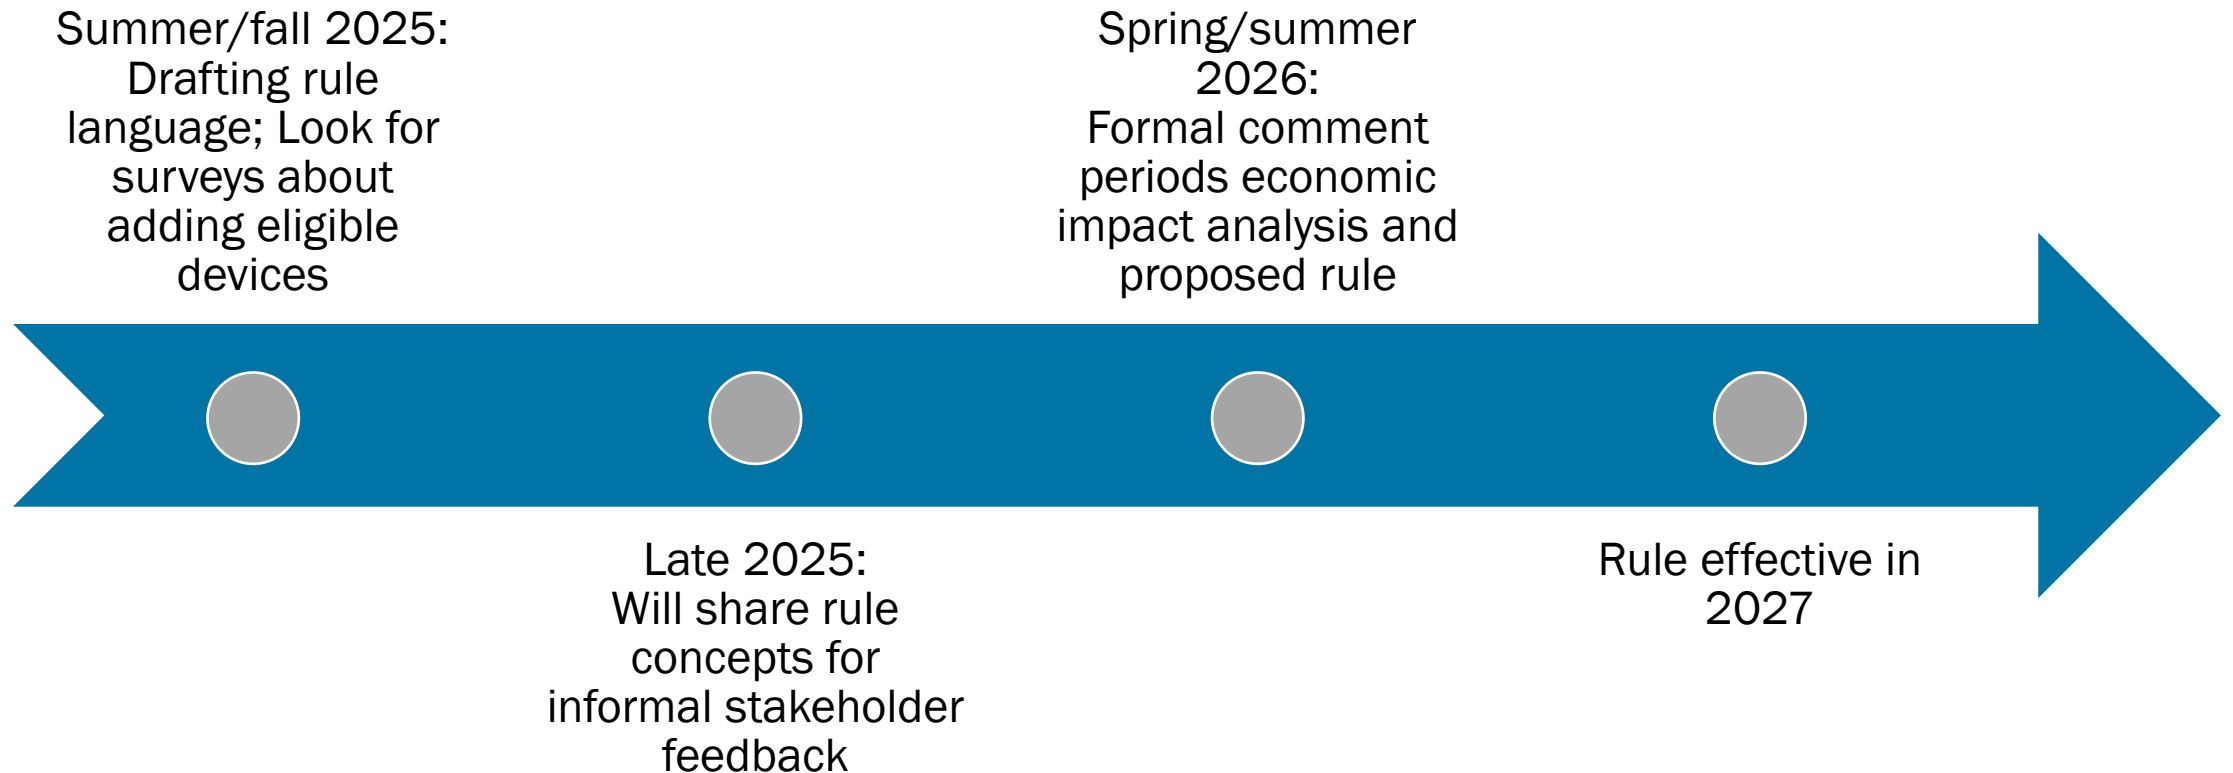 Summer/fall 2025:
Drafting rule
language; Look for
surveys about
adding eligible
devices
Late 2025:
Will share rule
concepts for
informal stakeholder
feedback
Spring/summer
2026:
Formal comment
periods economic
impact analysis and
proposed rule
Rule effective in
2027